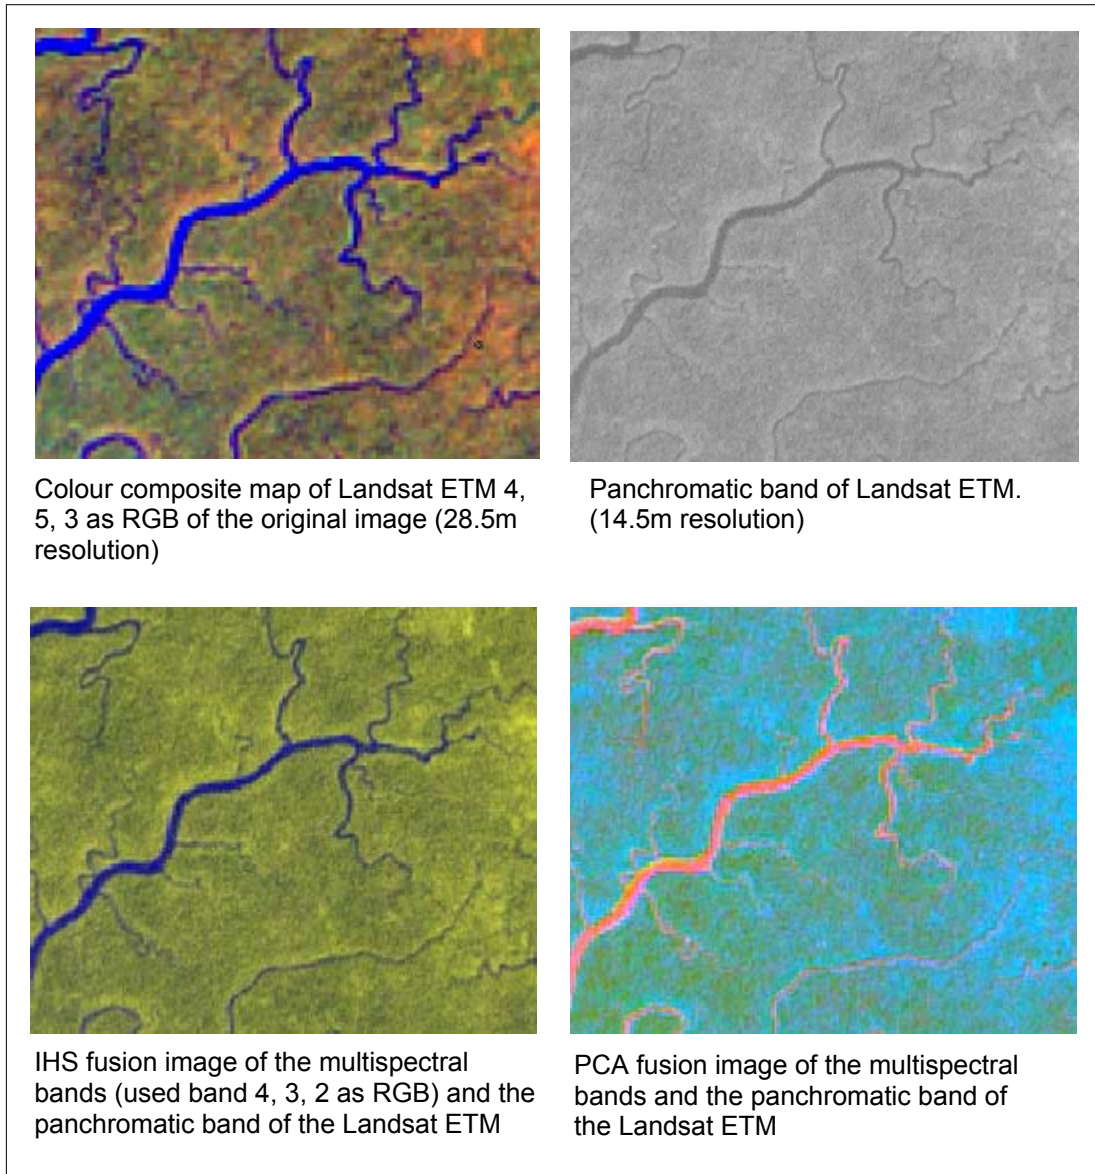 Colour composite map of Landsat ETM 4,
5, 3 as RGB of the original image (28.5m
resolution)
Panchromatic band of Landsat ETM.
(14.5m resolution)
IHS fusion image of the multispectral
bands (used band 4, 3, 2 as RGB) and the
panchromatic band of the Landsat ETM
PCA fusion image of the multispectral
bands and the panchromatic band of
the Landsat ETM